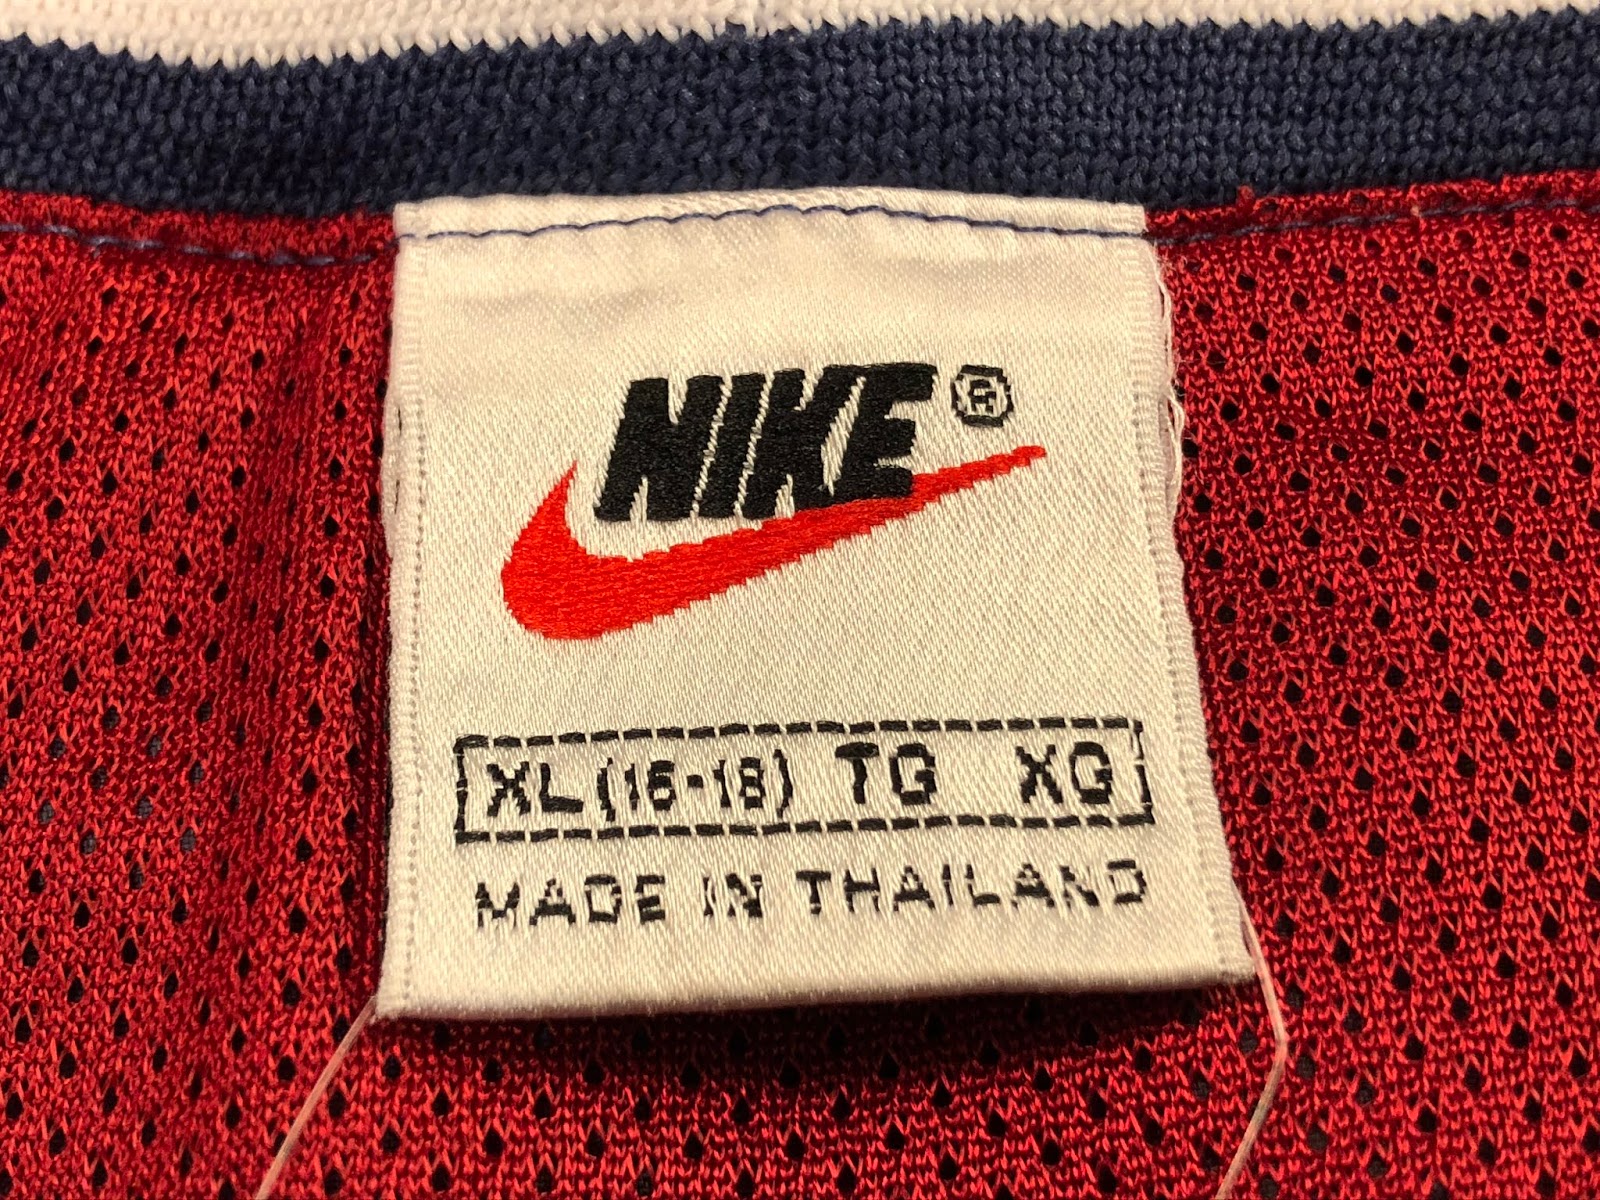 NIKE®
XL (16-18) TG XG
MADE IN THAILAND